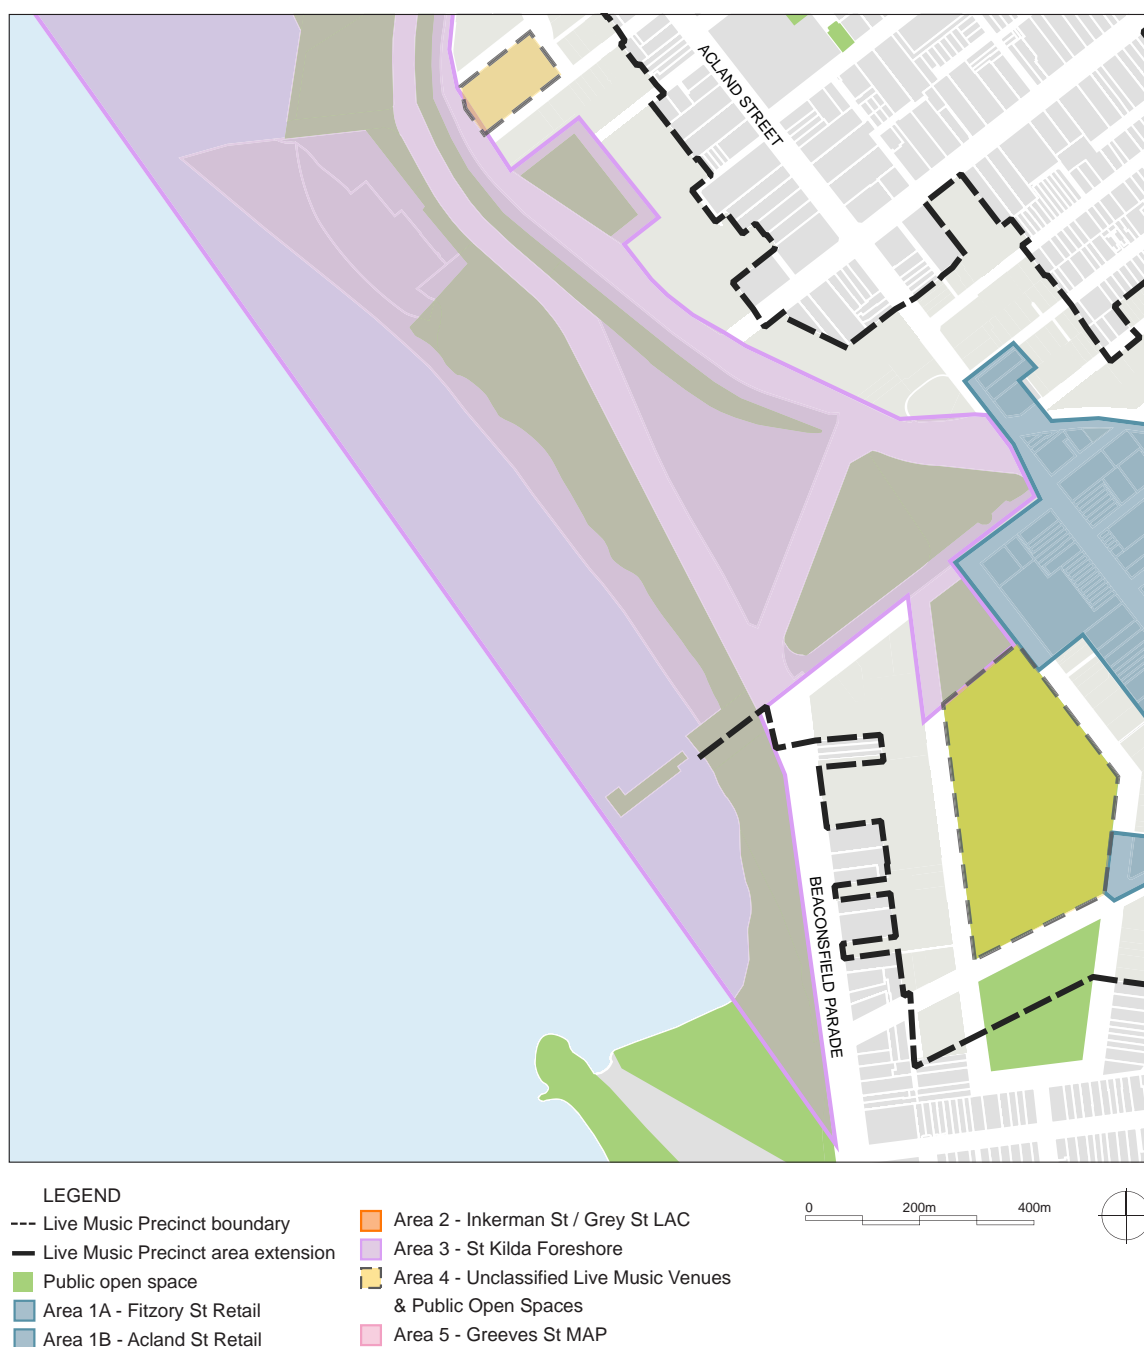 ACLAND STREET
BEACONSFIELD PARADE
LEGEND
Live Music Precinct boundary
Live Music Precinct area extension
Public open space
Area 1A - Fitzory St Retail
Area 1B - Acland St Retail
Area 2 - Inkerman St / Grey St LAC
Area 3 - St Kilda Foreshore
Area 4 - Unclassified Live Music Venues
& Public Open Spaces
Area 5 - Greeves St MAP
0 200m 400m